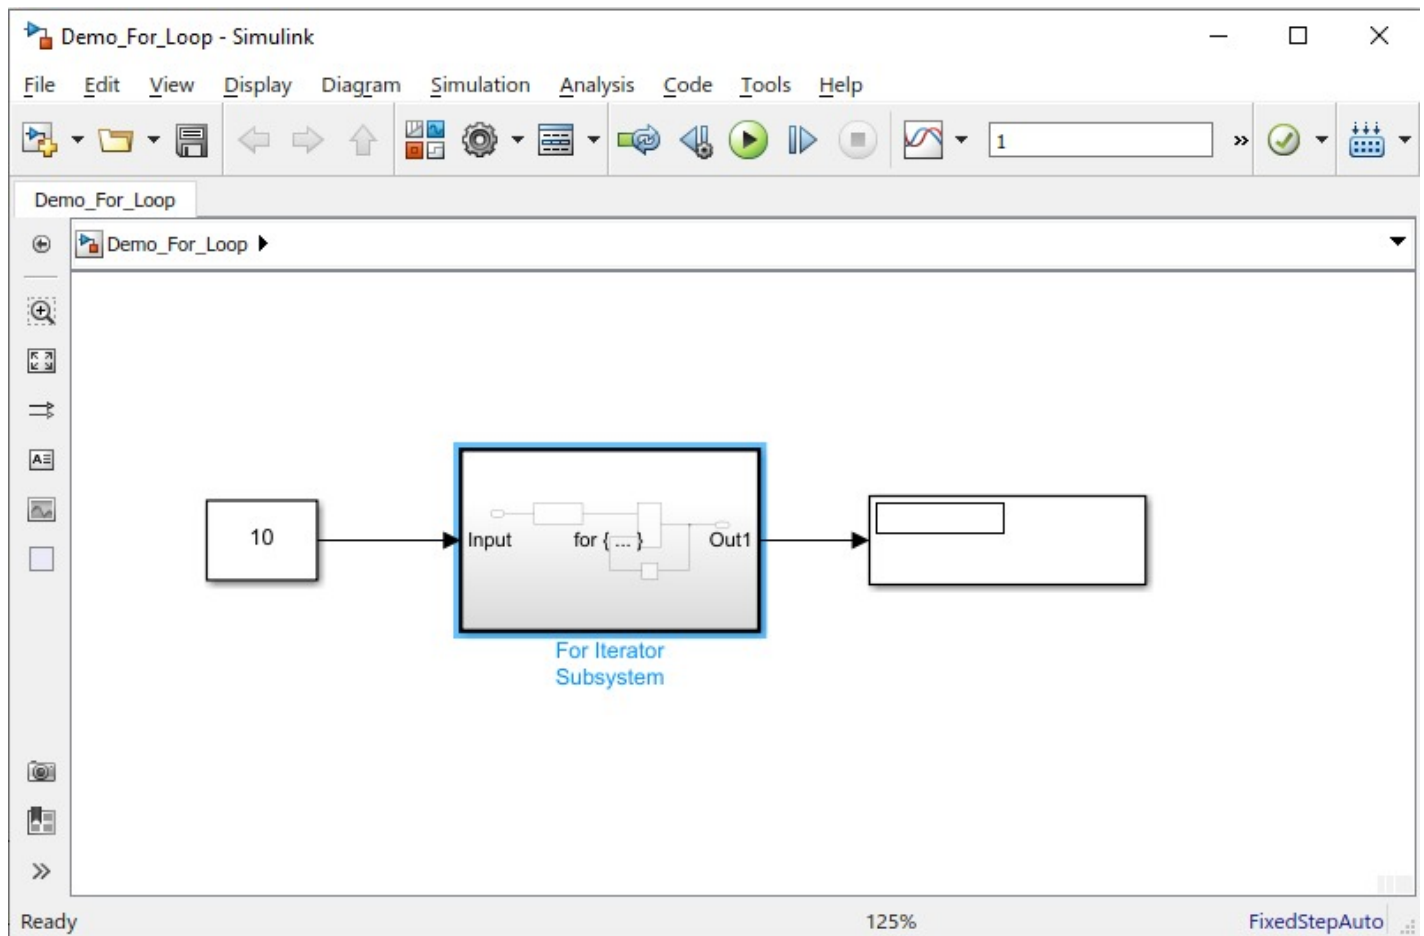 Demo_For_Loop - Simulink
File Edit View Display Diagram Simulation Analysis Code Tools Help
1
Demo_For_Loop
Demo_For_Loop
10
Input for { ... } Out1
For Iterator
Subsystem
Ready 125% FixedStepAuto